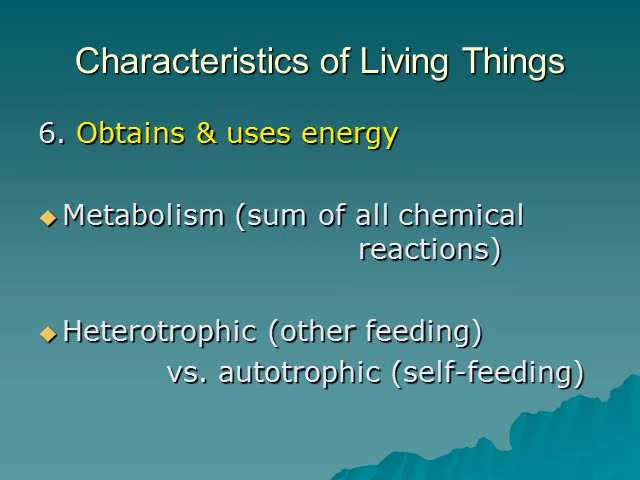 Characteristics of Living Things
6. Obtains & uses energy
Metabolism (sum of all chemical
reactions)
Heterotrophic (other feeding)
vs. autotrophic (self-feeding)